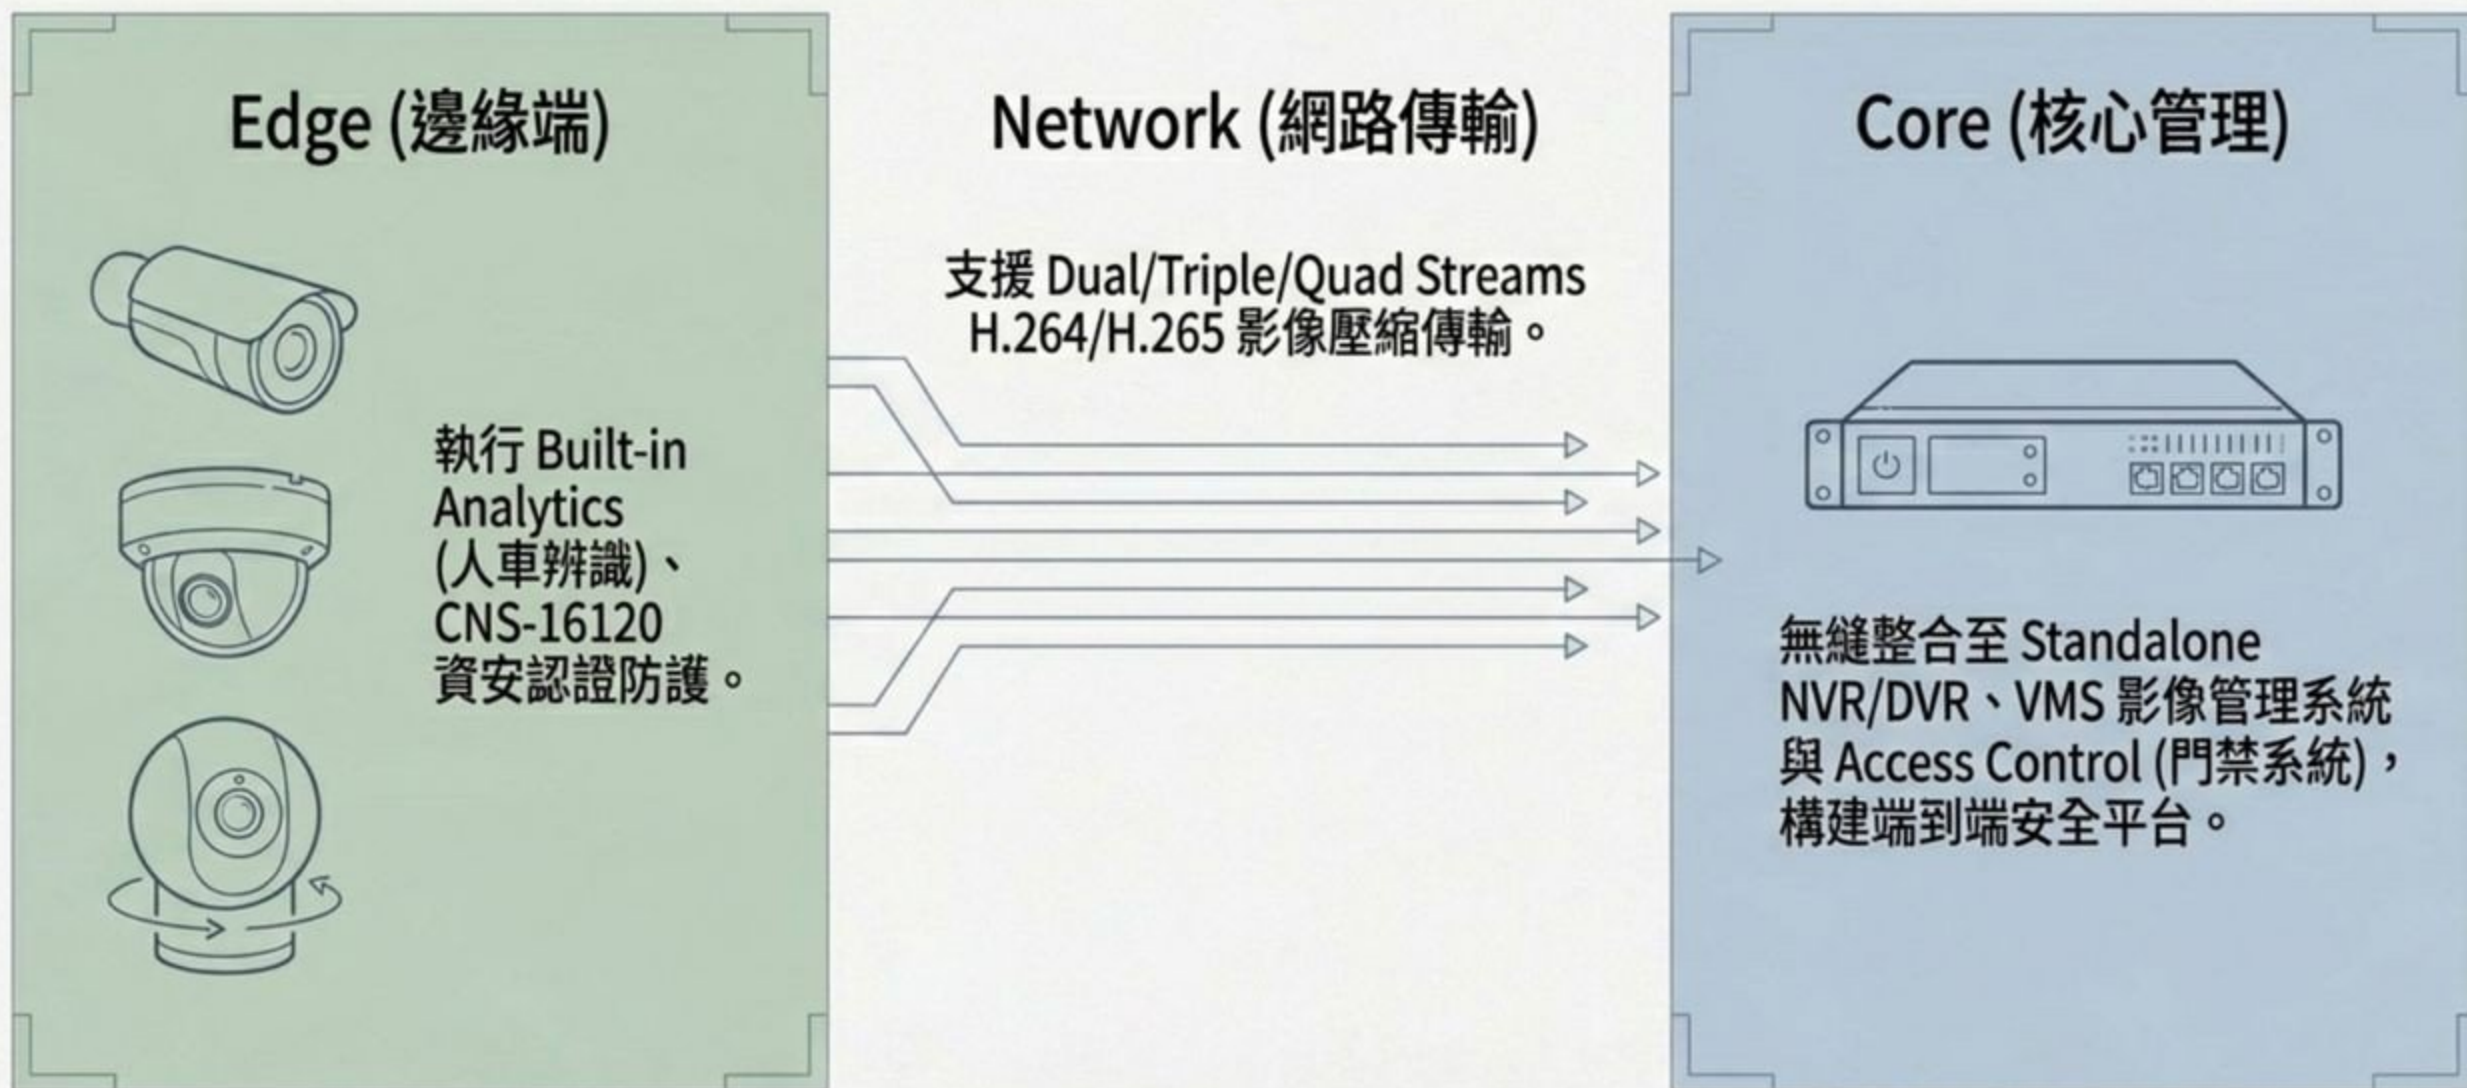 Edge (邊緣端)
執行 Built-in
Analytics
(人車辨識)、
CNS-16120
資安認證防護。
Network (網路傳輸)
支援 Dual/Triple/Quad Streams
H.264/H.265 影像壓縮傳輸。
Core (核心管理)
無縫整合至 Standalone
NVR/DVR、VMS 影像管理系統
與 Access Control (門禁系統)，
構建端到端安全平台。